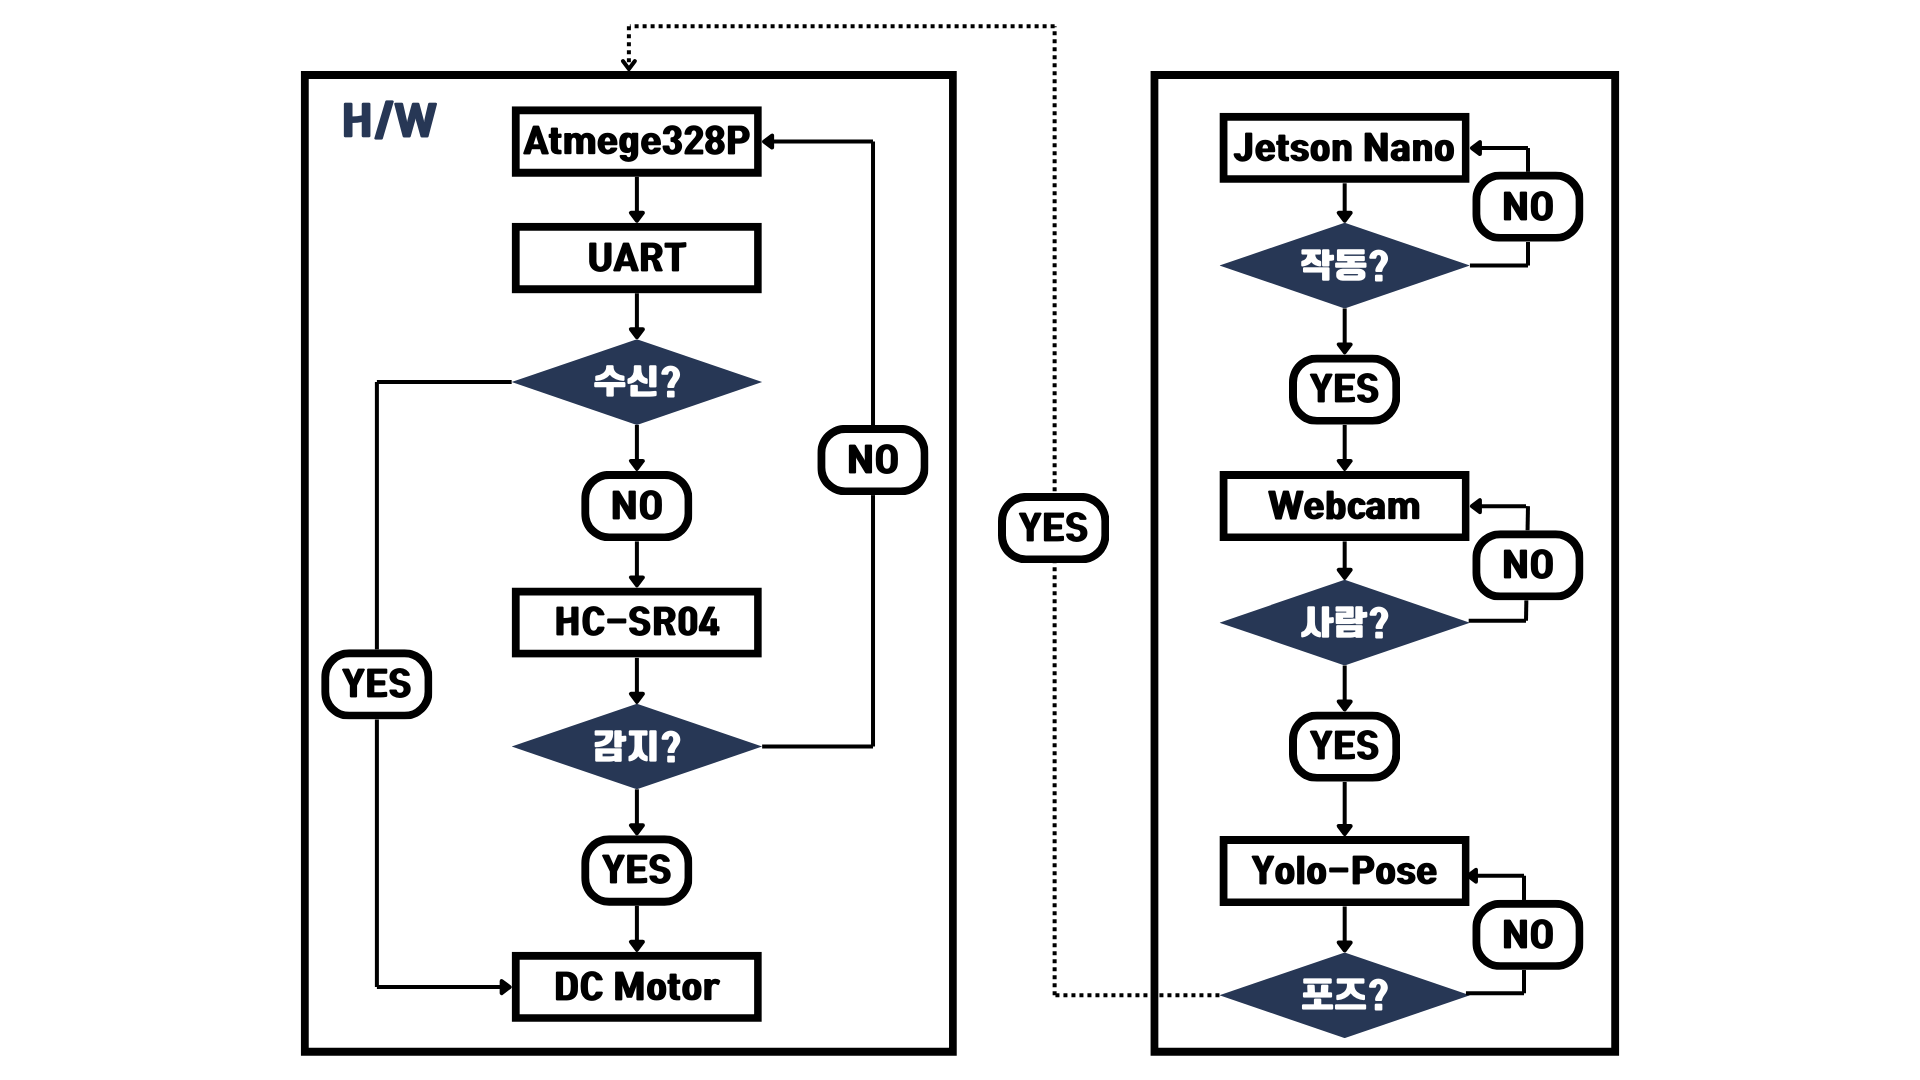 H/W
Atmege328P
UART
수신?
NO
HC-SR04
감지?
YES
DC Motor
YES
NO
YES
Jetson Nano
작동?
NO
YES
Webcam
사람?
NO
YES
Yolo-Pose
포즈?
NO